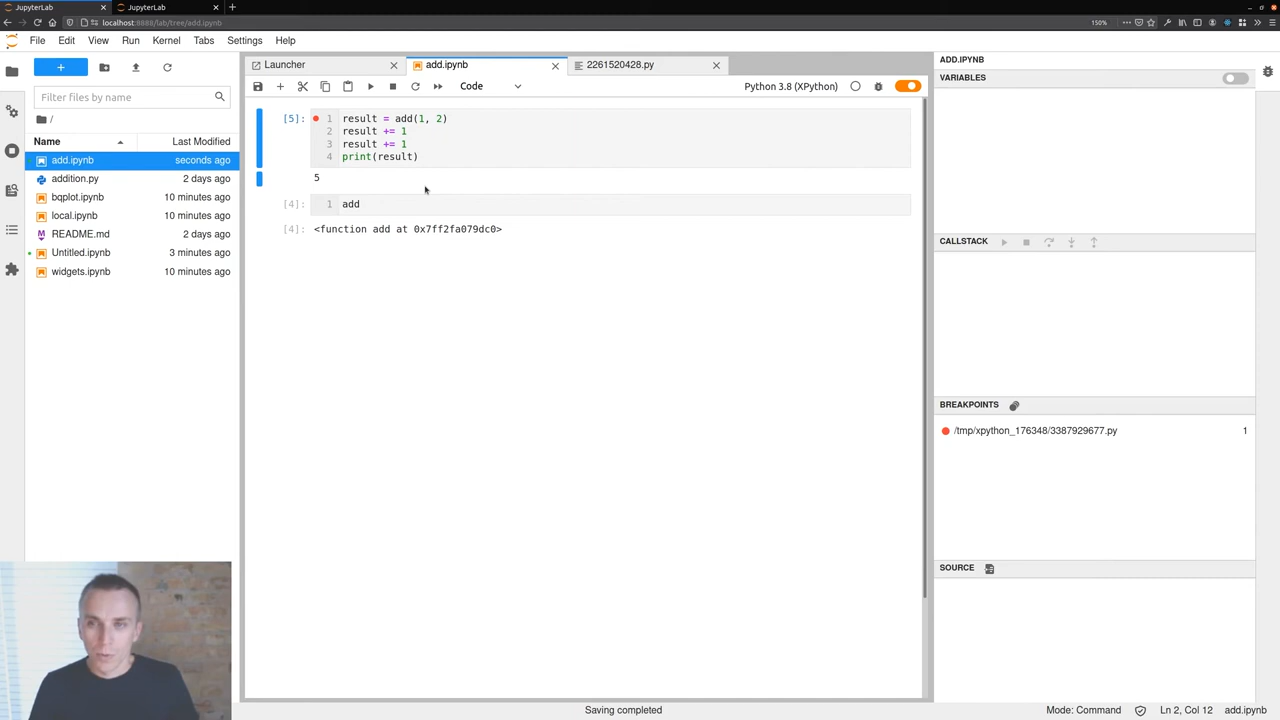 JupyterLab
JupyterLab
localhost:8888/lab/tree/add.ipynb
150%
File Edit View Run Kernel Tabs Settings Help
Filter files by name
/
Name Last Modified
add.ipynb seconds ago
addition.py 2 days ago
bqplot.ipynb 10 minutes ago
local.ipynb 10 minutes ago
README.md 2 days ago
Untitled.ipynb 3 minutes ago
widgets.ipynb 10 minutes ago
Launcher
add.ipynb
2261520428.py
Code
Python 3.8 (XPython)
[5]: 1 result = add(1, 2)
2 result += 1
3 result += 1
4 print(result)
5
[4]: 1 add
[4]: <function add at 0x7ff2fa079dc0>
ADD.IPYNB
VARIABLES
CALLSTACK
BREAKPOINTS
/tmp/xpython_176348/3387929677.py 1
SOURCE
Saving completed
Mode: Command Ln 2, Col 12 add.ipynb